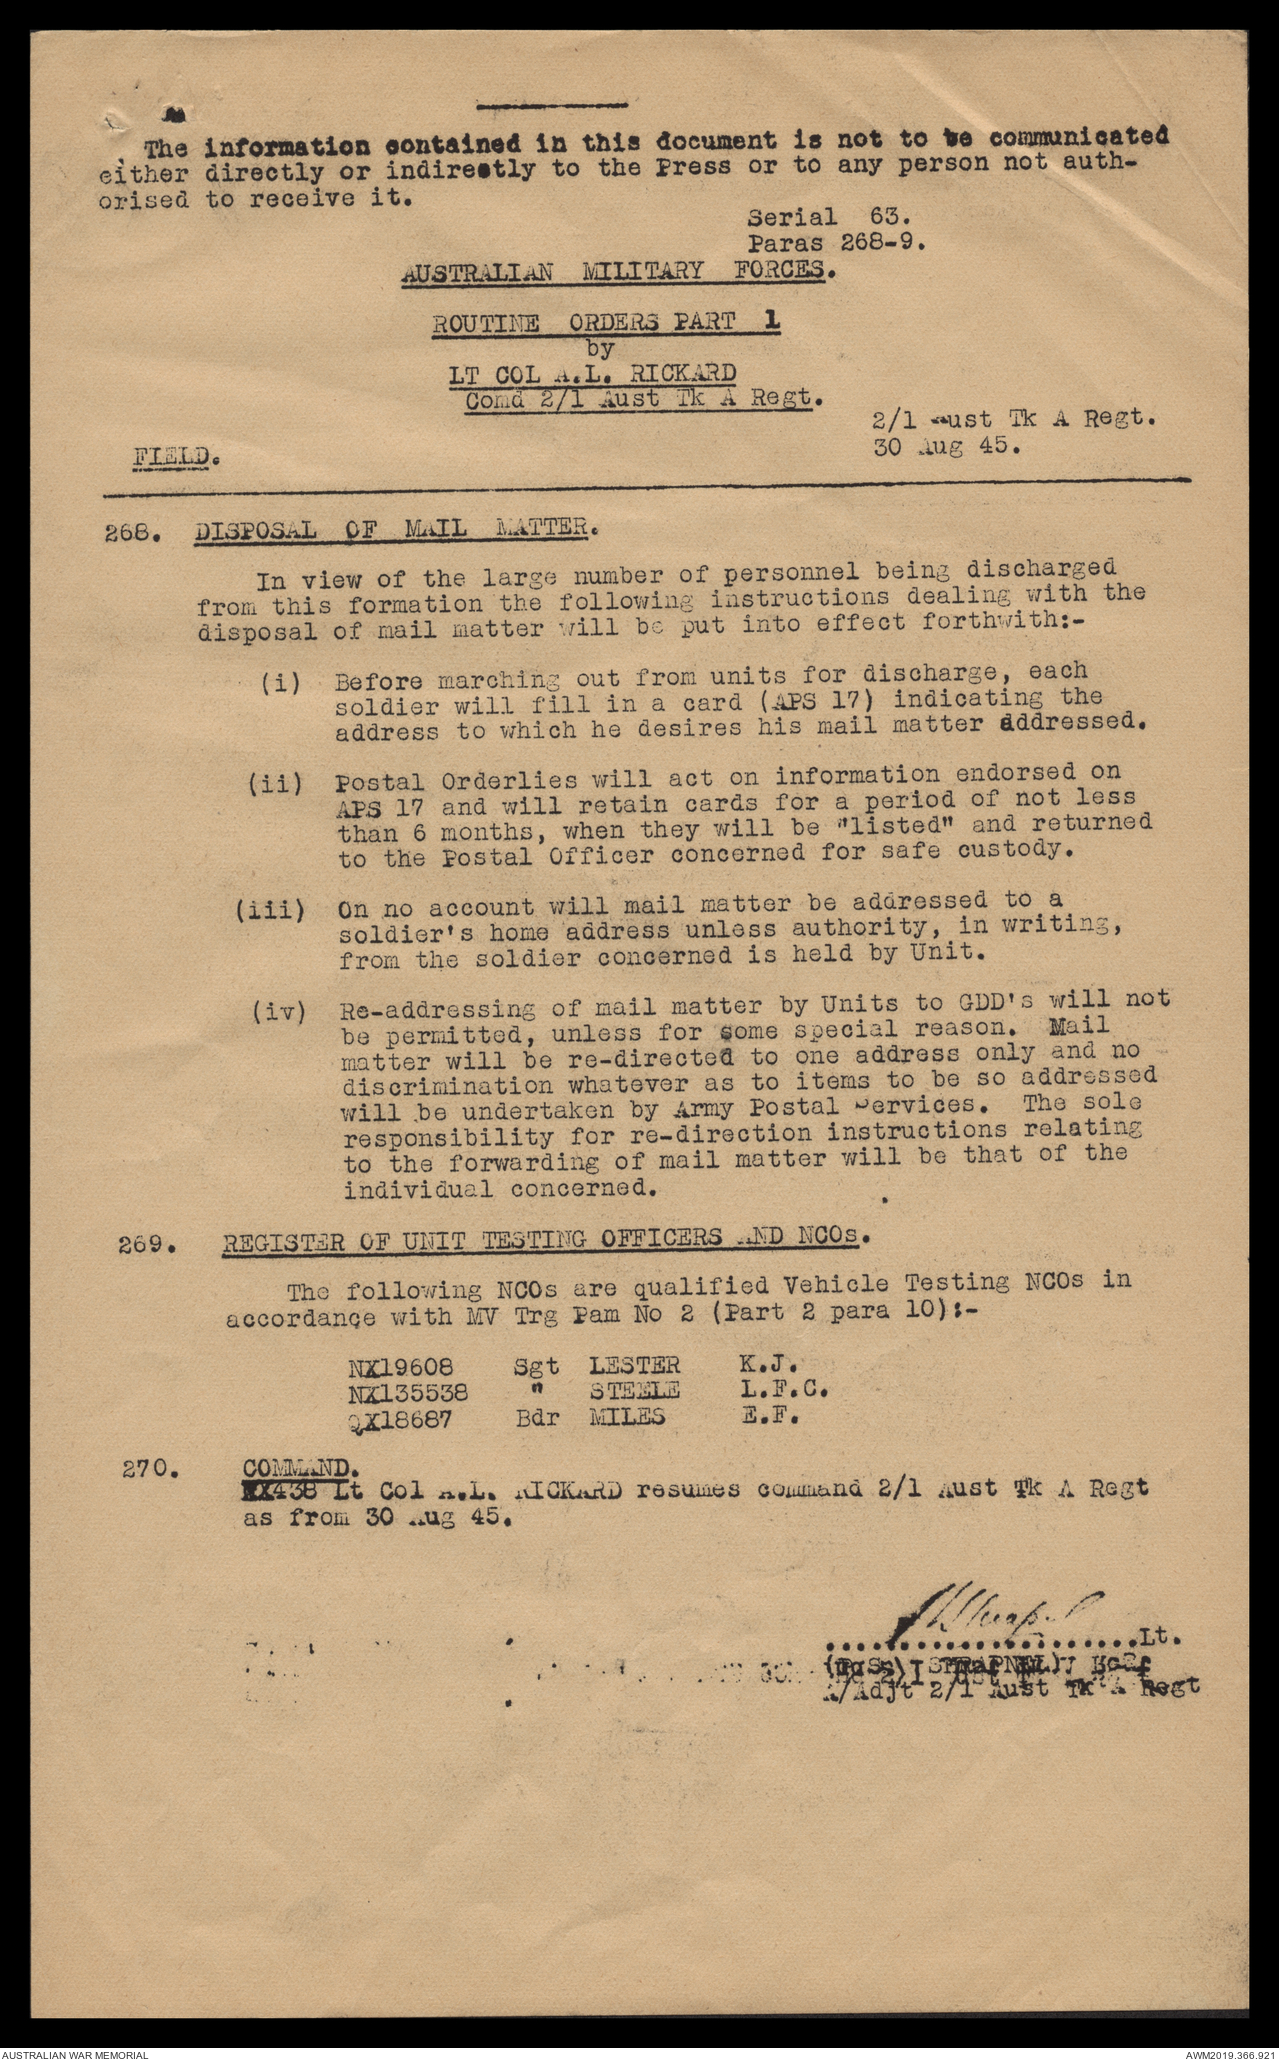 The information contained in this document is not to be communicated
either directly or indirectly to the Press or to any person not auth-
orised to receive it.
Serial 63.
Paras 268-9.
AUSTRALIAN MILITARY FORCES.
ROUTINE ORDERS PART 1
by
LT COL A.L. RICKARD
Comd 2/1 Aust Tk A Regt.
2/1 Aust Tk A Regt.
30 Aug 45.
FIELD.
268. DISPOSAL OF MAIL MATTER.
In view of the large number of personnel being discharged
from this formation the following instructions dealing with the
disposal of mail matter will be put into effect forthwith:-
(i) Before marching out from units for discharge, each
soldier will fill in a card (APS 17) indicating the
address to which he desires his mail matter addressed.
(ii) Postal Orderlies will act on information endorsed on
APS 17 and will retain cards for a period of not less
than 6 months, when they will be "listed" and returned
to the Postal Officer concerned for safe custody.
(iii) On no account will mail matter be addressed to a
soldier's home address unless authority, in writing,
from the soldier concerned is held by Unit.
(iv) Re-addressing of mail matter by Units to GDD's will not
be permitted, unless for some special reason. Mail
matter will be re-directed to one address only and no
discrimination whatever as to items to be so addressed
will be undertaken by Army Postal Services. The sole
responsibility for re-direction instructions relating
to the forwarding of mail matter will be that of the
individual concerned.
269. REGISTER OF UNIT TESTING OFFICERS AND NCOs.
The following NCOs are qualified Vehicle Testing NCOs in
accordance with MV Trg Pam No 2 (Part 2 para 10):-
NX19608 Sgt LESTER K.J.
NX135538 " STEELE L.F.C.
QX18687 Bdr MILES E.F.
270. COMMAND.
X438 Lt Col A.L. RICKARD resumes command 2/1 Aust Tk A Regt
as from 30 Aug 45.
......................Lt.
A/Adjt 2/1 Aust Tk A Regt
AUSTRALIAN WAR MEMORIAL
AWM2019.366.921